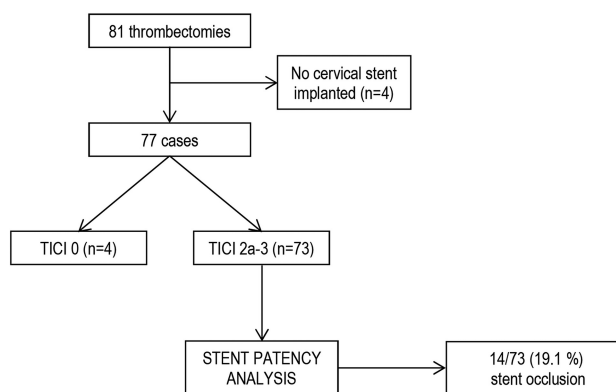 81 thrombectomies
No cervical stent
implanted (n=4)
77 cases
TICI 0 (n=4)
TICI 2a-3 (n=73)
STENT PATENCY
ANALYSIS
14/73 (19.1 %)
stent occlusion